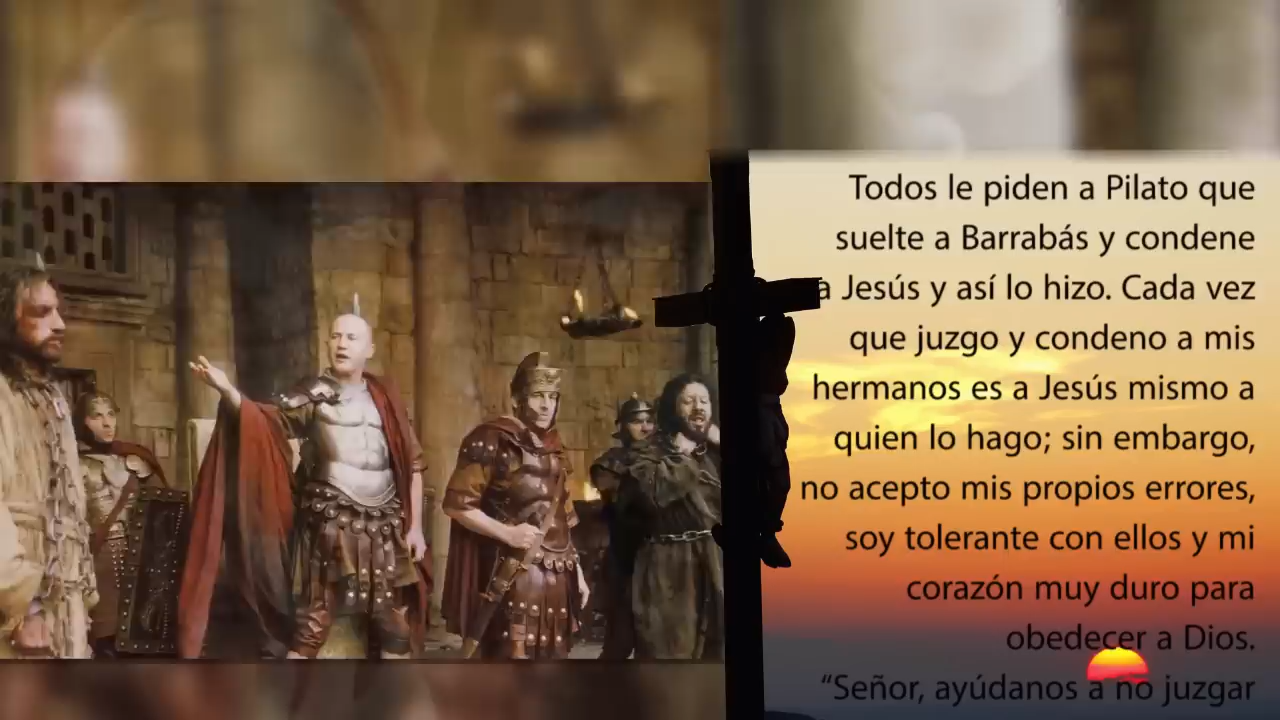 Todos le piden a Pilato que
suelte a Barrabás y condene
a Jesús y así lo hizo. Cada vez
que juzgo y condeno a mis
hermanos es a Jesús mismo a
quien lo hago; sin embargo,
no acepto mis propios errores,
soy tolerante con ellos y mi
corazón muy duro para
obedecer a Dios.
“Señor, ayúdanos a no juzgar